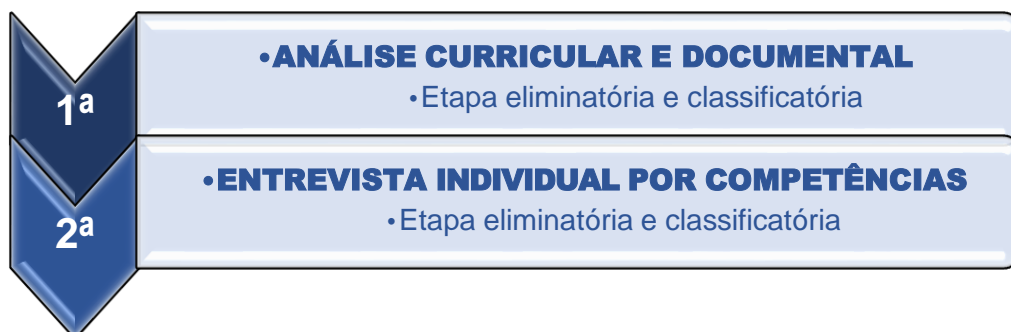 1ª
•ANÁLISE CURRICULAR E DOCUMENTAL
•Etapa eliminatória e classificatória
2ª
•ENTREVISTA INDIVIDUAL POR COMPETÊNCIAS
•Etapa eliminatória e classificatória